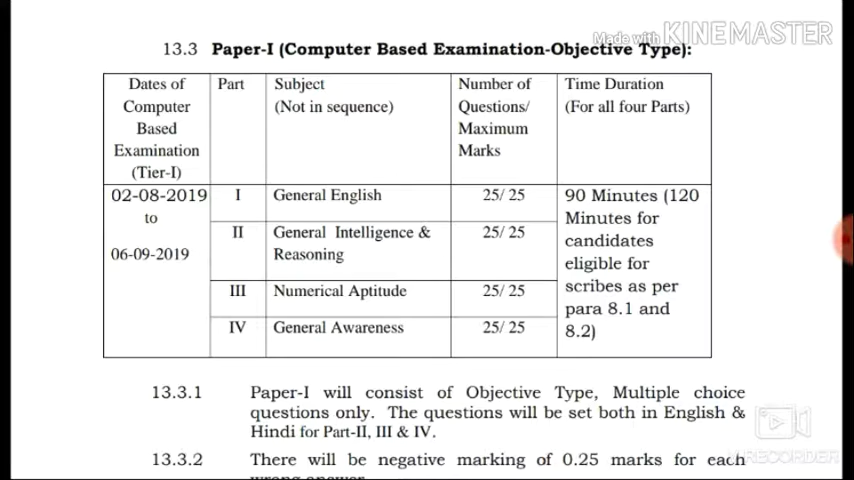 Made with KINEMASTER
13.3 Paper-I (Computer Based Examination-Objective Type):
Dates of
Computer
Based
Examination
(Tier-I)
Part
Subject
(Not in sequence)
Number of
Questions/
Maximum
Marks
Time Duration
(For all four Parts)
02-08-2019
to
06-09-2019
I
General English
25/ 25
II
General Intelligence &
Reasoning
25/ 25
III
Numerical Aptitude
25/ 25
IV
General Awareness
25/ 25
90 Minutes (120
Minutes for
candidates
eligible for
scribes as per
para 8.1 and
8.2)
13.3.1 Paper-I will consist of Objective Type, Multiple choice
questions only. The questions will be set both in English &
Hindi for Part-II, III & IV.
13.3.2 There will be negative marking of 0.25 marks for each
wrong answer
VIRECORDER